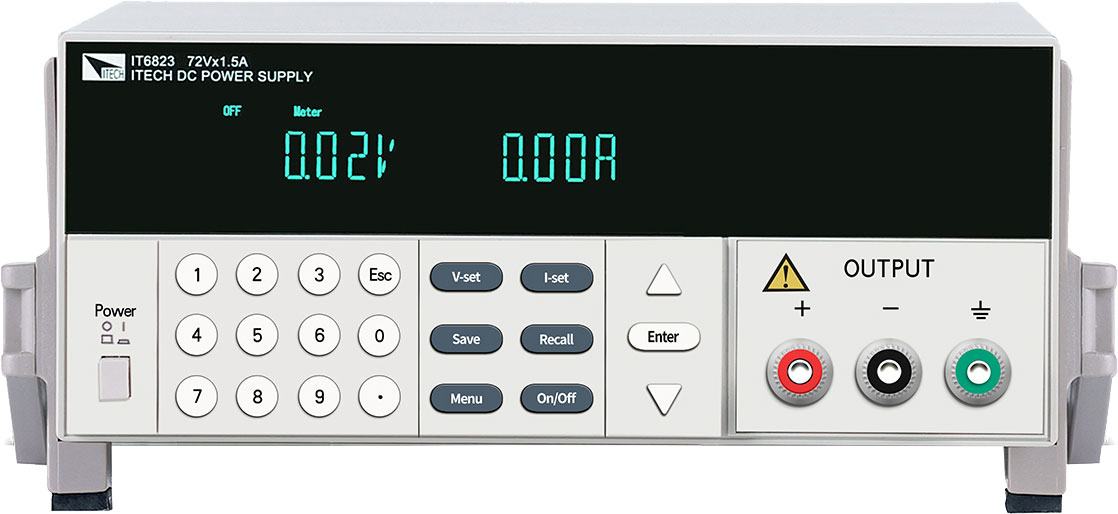 ITECH
IT6823 72Vx1.5A
ITECH DC POWER SUPPLY
OFF Meter
0.02V 0.00A
Power
1 2 3 Esc
4 5 6 0
7 8 9 .
V-set I-set
Save Recall
Menu On/Off
Enter
OUTPUT
+ −